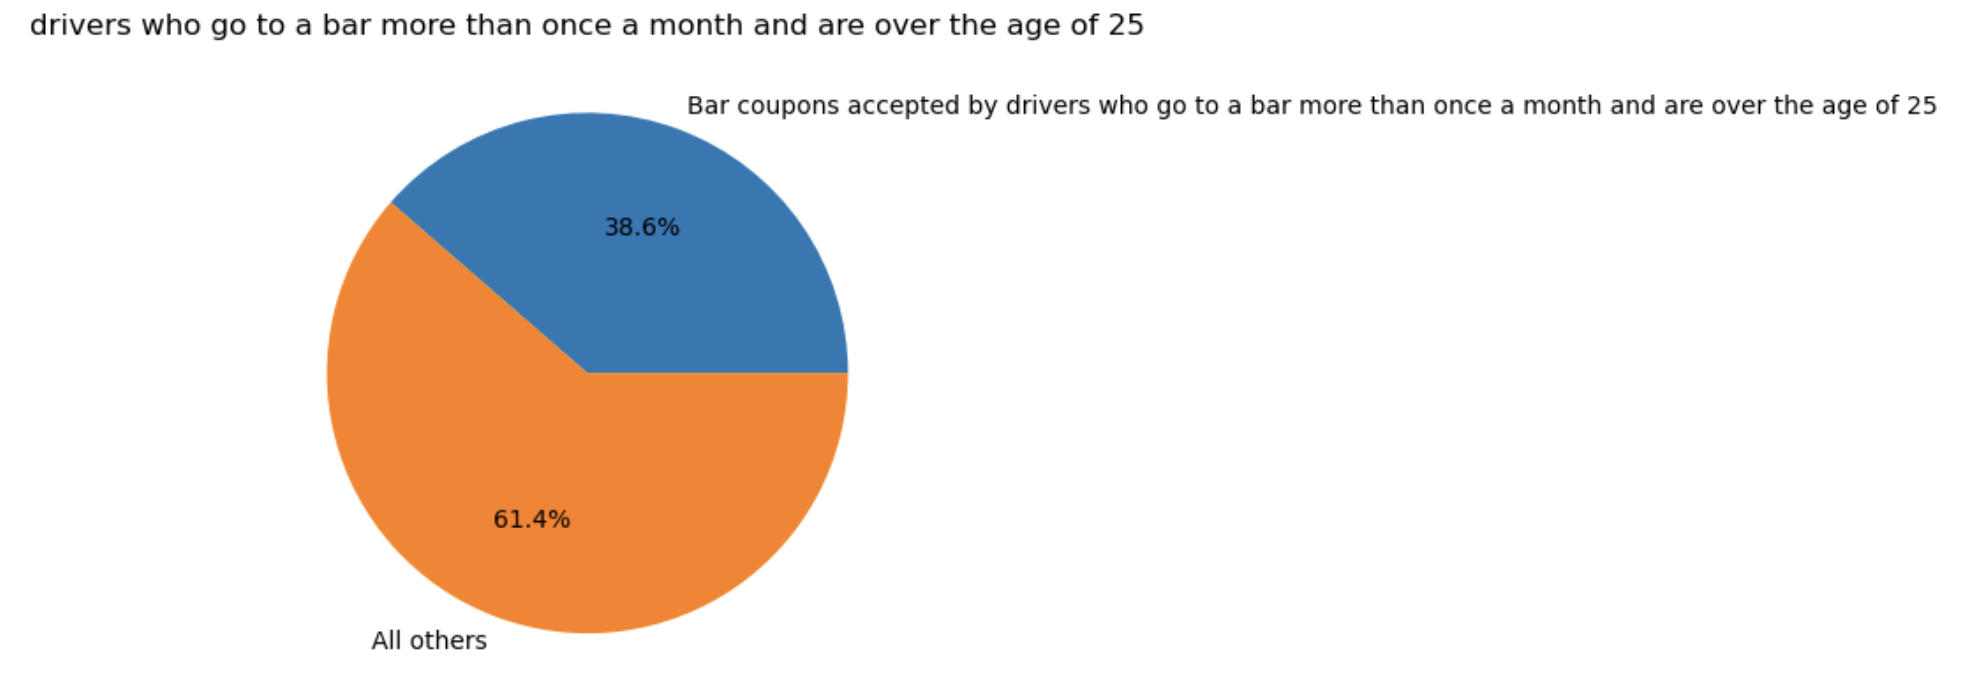 drivers who go to a bar more than once a month and are over the age of 25
Bar coupons accepted by drivers who go to a bar more than once a month and are over the age of 25
38.6%
61.4%
All others